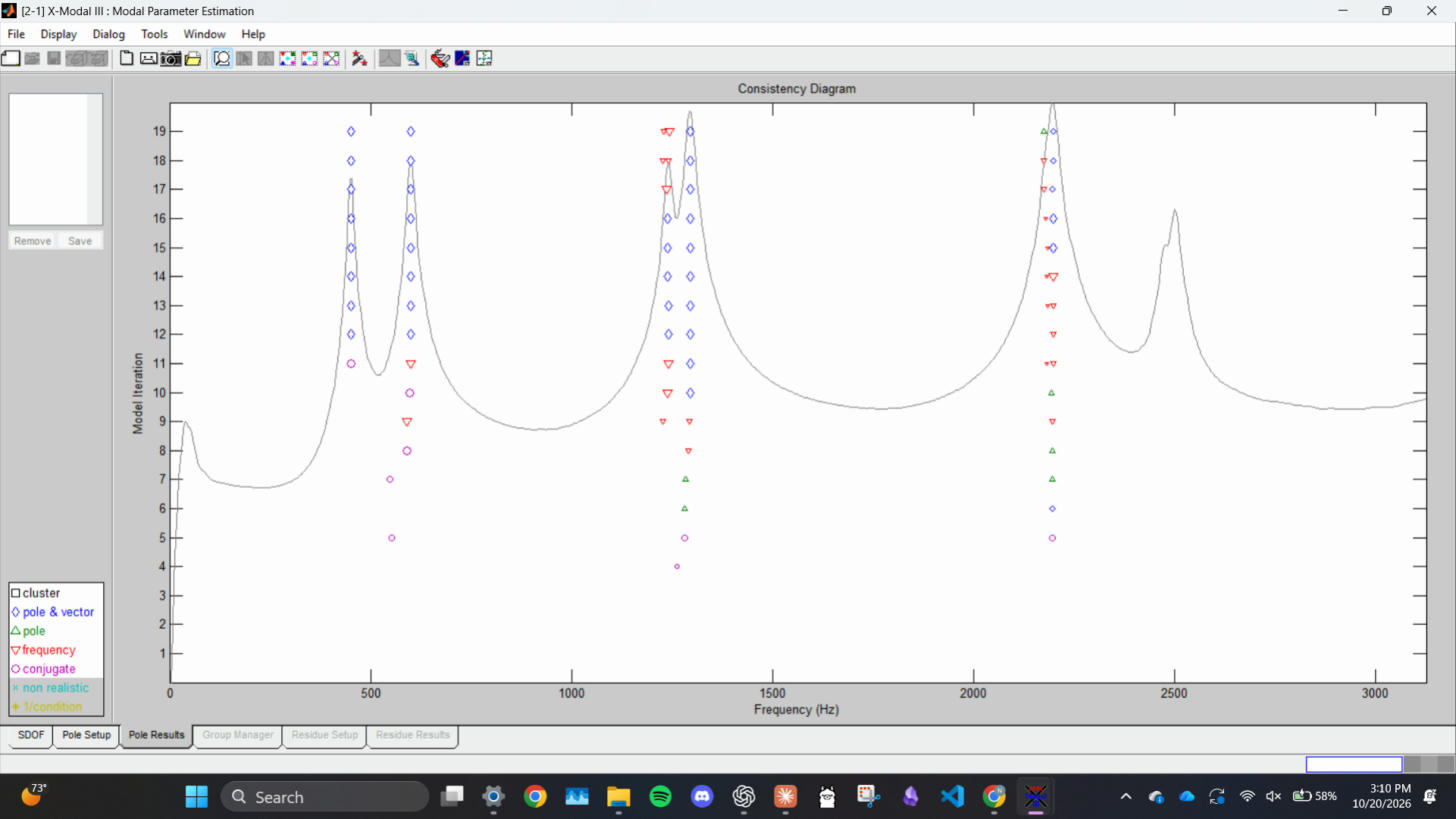 [2-1] X-Modal III : Modal Parameter Estimation
File Display Dialog Tools Window Help
Consistency Diagram
Remove Save
19
18
17
16
15
14
13
12
11
10
9
8
7
6
5
4
3
2
1
Model Iteration
cluster
pole & vector
pole
frequency
conjugate
non realistic
1/condition
0 500 1000 1500 2000 2500 3000
Frequency (Hz)
SDOF Pole Setup Pole Results Group Manager Residue Setup Residue Results
73°
Search
58%
3:10 PM
10/20/2026